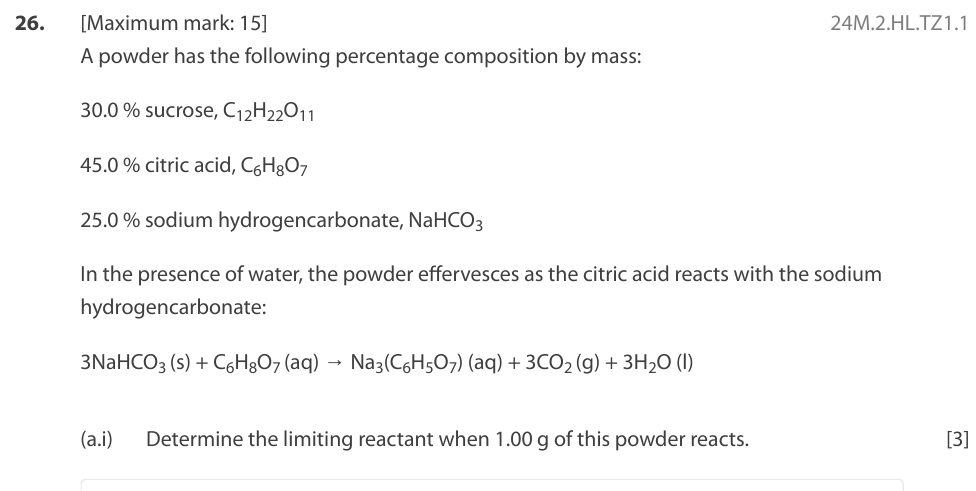 26. [Maximum mark: 15] 24M.2.HL.TZ1.1
A powder has the following percentage composition by mass:
30.0 % sucrose, C₁₂H₂₂O₁₁
45.0 % citric acid, C₆H₈O₇
25.0 % sodium hydrogencarbonate, NaHCO₃
In the presence of water, the powder effervesces as the citric acid reacts with the sodium
hydrogencarbonate:
3NaHCO₃ (s) + C₆H₈O₇ (aq) → Na₃(C₆H₅O₇) (aq) + 3CO₂ (g) + 3H₂O (l)
(a.i) Determine the limiting reactant when 1.00 g of this powder reacts. [3]